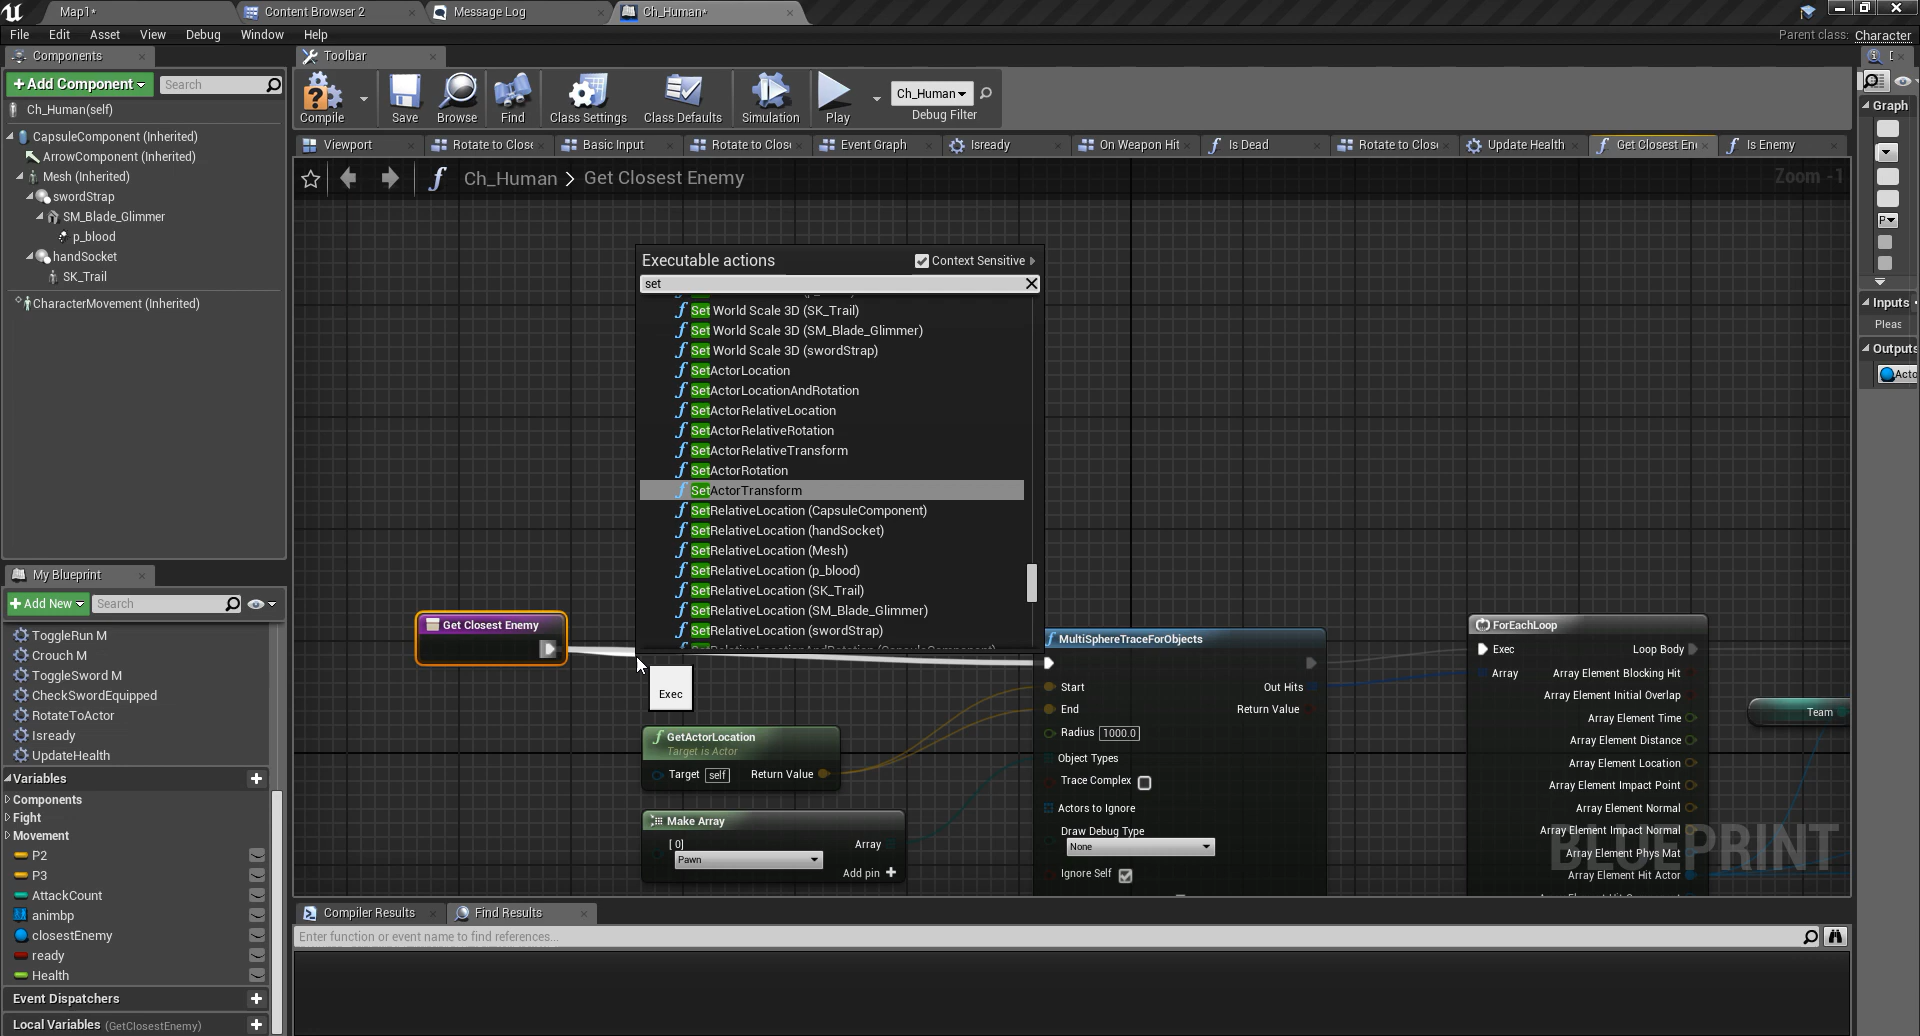 Map1*
Content Browser 2
Message Log
Ch_Human*
File Edit Asset View Debug Window Help
Parent class: Character
Components
Toolbar
+Add Component
Search
Ch_Human(self)
CapsuleComponent (Inherited)
ArrowComponent (Inherited)
Mesh (Inherited)
swordStrap
SM_Blade_Glimmer
p_blood
handSocket
SK_Trail
CharacterMovement (Inherited)
Compile
Save
Browse
Find
Class Settings
Class Defaults
Simulation
Play
Ch_Human
Debug Filter
Viewport
Rotate to Close
Basic Input
Rotate to Close
Event Graph
Isready
On Weapon Hit
Is Dead
Rotate to Close
Update Health
Get Closest En
Is Enemy
Ch_Human > Get Closest Enemy
Zoom -1
Graph
P
Inputs
Pleas
Outputs
Acto
Executable actions
Context Sensitive
set
Set World Scale 3D (SK_Trail)
Set World Scale 3D (SM_Blade_Glimmer)
Set World Scale 3D (swordStrap)
SetActorLocation
SetActorLocationAndRotation
SetActorRelativeLocation
SetActorRelativeRotation
SetActorRelativeTransform
SetActorRotation
SetActorTransform
SetRelativeLocation (CapsuleComponent)
SetRelativeLocation (handSocket)
SetRelativeLocation (Mesh)
SetRelativeLocation (p_blood)
SetRelativeLocation (SK_Trail)
SetRelativeLocation (SM_Blade_Glimmer)
SetRelativeLocation (swordStrap)
SetRelativeLocationAndRotation (CapsuleComponent)
Get Closest Enemy
Exec
GetActorLocation
Target is Actor
Target self Return Value
Make Array
[ 0] Array
Pawn
Add pin +
MultiSphereTraceForObjects
Start Out Hits
End Return Value
Radius 1000.0
Object Types
Trace Complex
Actors to Ignore
Draw Debug Type
None
Ignore Self
ForEachLoop
Exec Loop Body
Array Array Element Blocking Hit
Array Element Initial Overlap
Array Element Time
Array Element Distance
Array Element Location
Array Element Impact Point
Array Element Normal
Array Element Impact Normal
Array Element Phys Mat
Array Element Hit Actor
Team
BLUEPRINT
My Blueprint
+Add New
Search
ToggleRun M
Crouch M
ToggleSword M
CheckSwordEquipped
RotateToActor
Isready
UpdateHealth
Variables
Components
Fight
Movement
P2
P3
AttackCount
animbp
closestEnemy
ready
Health
Event Dispatchers
Local Variables (GetClosestEnemy)
Compiler Results
Find Results
Enter function or event name to find references...